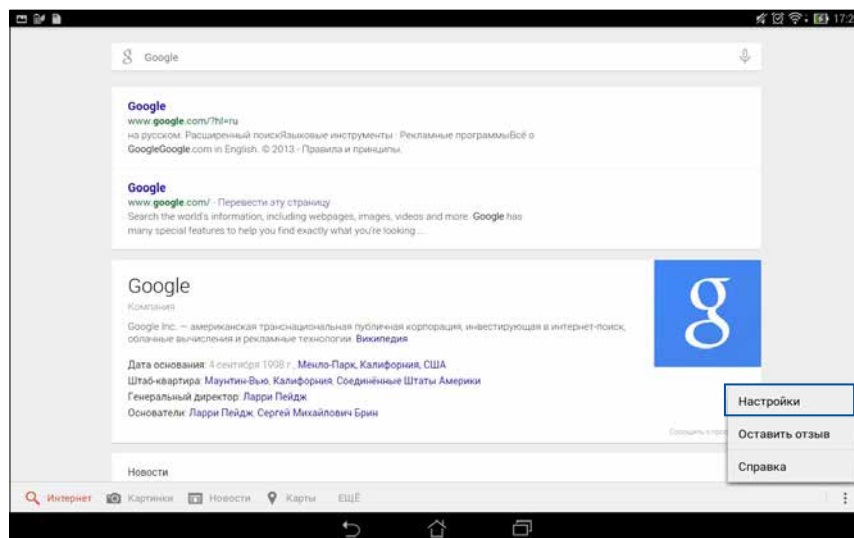 17:2
Google
Google
www.google.com/?hl=ru
на русском. Расширенный поискЯзыковые инструменты · Рекламные программыВсё о
GoogleGoogle.com in English. © 2013 - Правила и принципы.
Google
www.google.com/ - Перевести эту страницу
Search the world's information, including webpages, images, videos and more. Google has
many special features to help you find exactly what you're looking ...
Google
Компания
Google Inc. — американская транснациональная публичная корпорация, инвестирующая в интернет-поиск,
облачные вычисления и рекламные технологии. Википедия
Дата основания: 4 сентября 1998 г., Менло-Парк, Калифорния, США
Штаб-квартира: Маунтин-Вью, Калифорния, Соединённые Штаты Америки
Генеральный директор: Ларри Пейдж
Основатели: Ларри Пейдж, Сергей Михайлович Брин
g
Настройки
Сообщить о
Оставить отзыв
Справка
Новости
Интернет Картинки Новости Карты ЕЩЁ